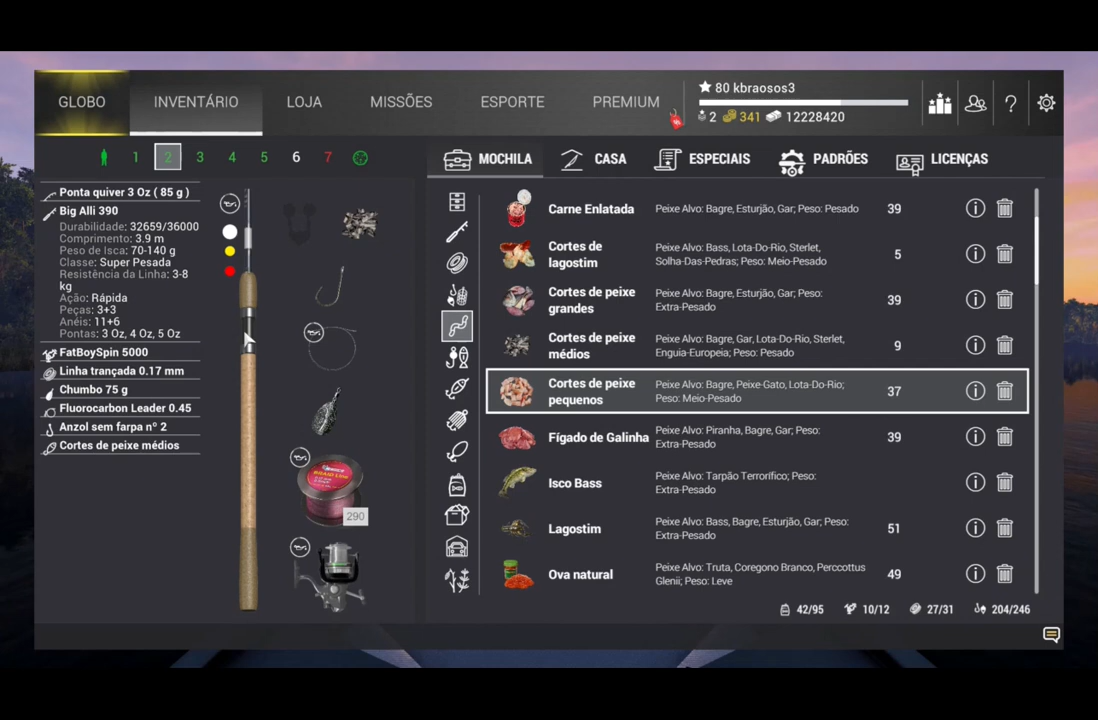 GLOBO
INVENTÁRIO
LOJA
MISSÕES
ESPORTE
PREMIUM
80 kbraosos3
2 341 12228420
?
1 2 3 4 5 6 7
MOCHILA
CASA
ESPECIAIS
PADRÕES
LICENÇAS
Ponta quiver 3 Oz ( 85 g )
Big Alli 390
Durabilidade: 32659/36000
Comprimento: 3.9 m
Peso de Isca: 70-140 g
Classe: Super Pesada
Resistência da Linha: 3-8
kg
Ação: Rápida
Peças: 3+3
Anéis: 11+6
Pontas: 3 Oz, 4 Oz, 5 Oz
FatBoySpin 5000
Linha trançada 0.17 mm
Chumbo 75 g
Fluorocarbon Leader 0.45
Anzol sem farpa nº 2
Cortes de peixe médios
290
Carne Enlatada
Peixe Alvo: Bagre, Esturjão, Gar; Peso: Pesado
39
Cortes de
lagostim
Peixe Alvo: Bass, Lota-Do-Rio, Sterlet,
Solha-Das-Pedras; Peso: Meio-Pesado
5
Cortes de peixe
grandes
Peixe Alvo: Bagre, Esturjão, Gar; Peso:
Extra-Pesado
39
Cortes de peixe
médios
Peixe Alvo: Bagre, Gar, Lota-Do-Rio, Sterlet,
Enguia-Europeia; Peso: Pesado
9
Cortes de peixe
pequenos
Peixe Alvo: Bagre, Peixe-Gato, Lota-Do-Rio;
Peso: Meio-Pesado
37
Fígado de Galinha
Peixe Alvo: Piranha, Bagre, Gar; Peso:
Extra-Pesado
39
Isco Bass
Peixe Alvo: Tarpão Terrorífico; Peso:
Extra-Pesado
Lagostim
Peixe Alvo: Bass, Bagre, Esturjão, Gar; Peso:
Extra-Pesado
51
Ova natural
Peixe Alvo: Truta, Coregono Branco, Perccottus
Glenii; Peso: Leve
49
42/95 10/12 27/31 204/246